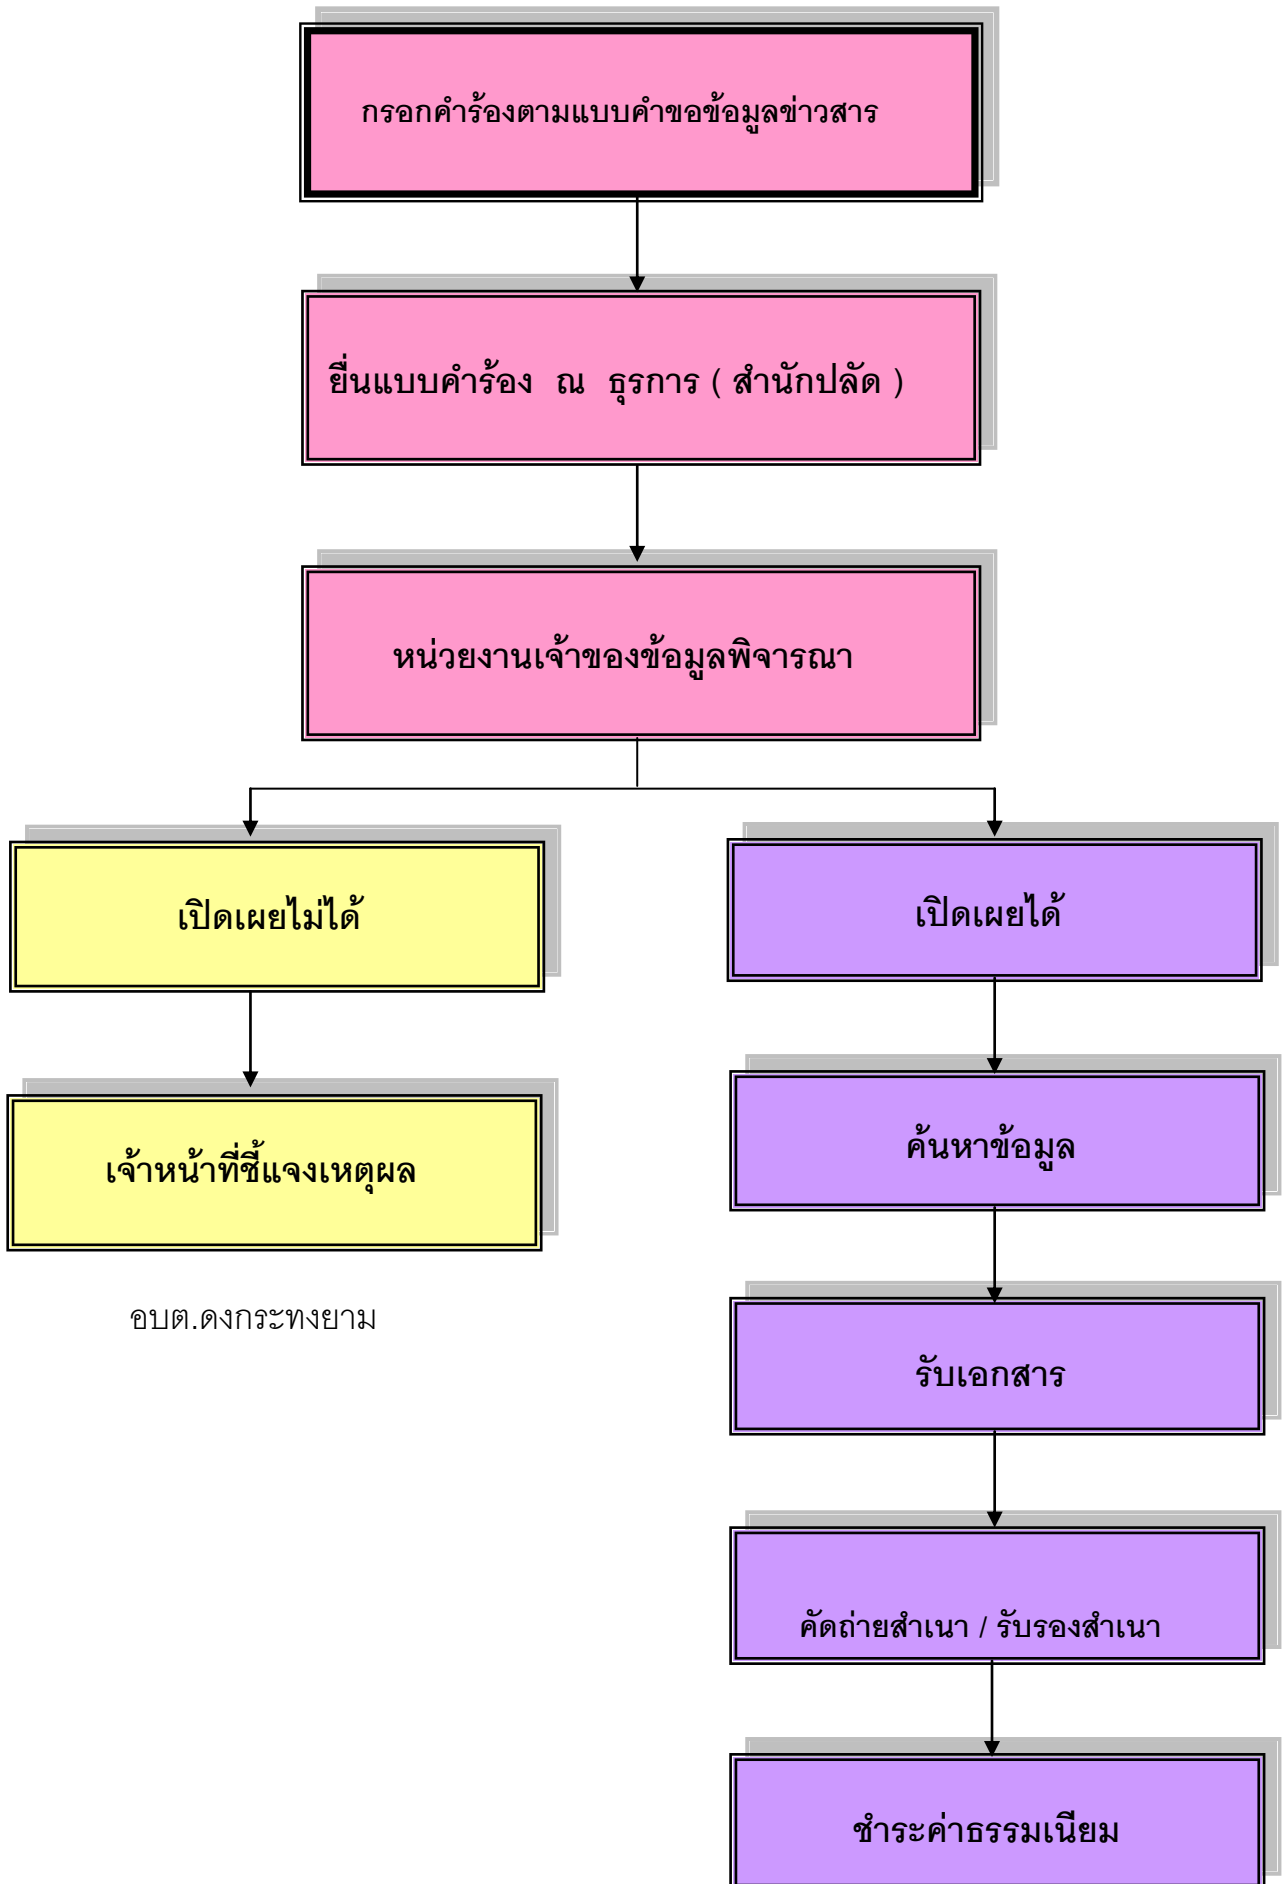 กรอกคำร้องตามแบบคำขอข้อมูลข่าวสาร
ยื่นแบบคำร้อง ณ ธุรการ ( สำนักปลัด )
หน่วยงานเจ้าของข้อมูลพิจารณา
เปิดเผยไม่ได้
เปิดเผยได้
เจ้าหน้าที่ชี้แจงเหตุผล
ค้นหาข้อมูล
อบต.ดงกระทงยาม
รับเอกสาร
คัดถ่ายสำเนา / รับรองสำเนา
ชำระค่าธรรมเนียม